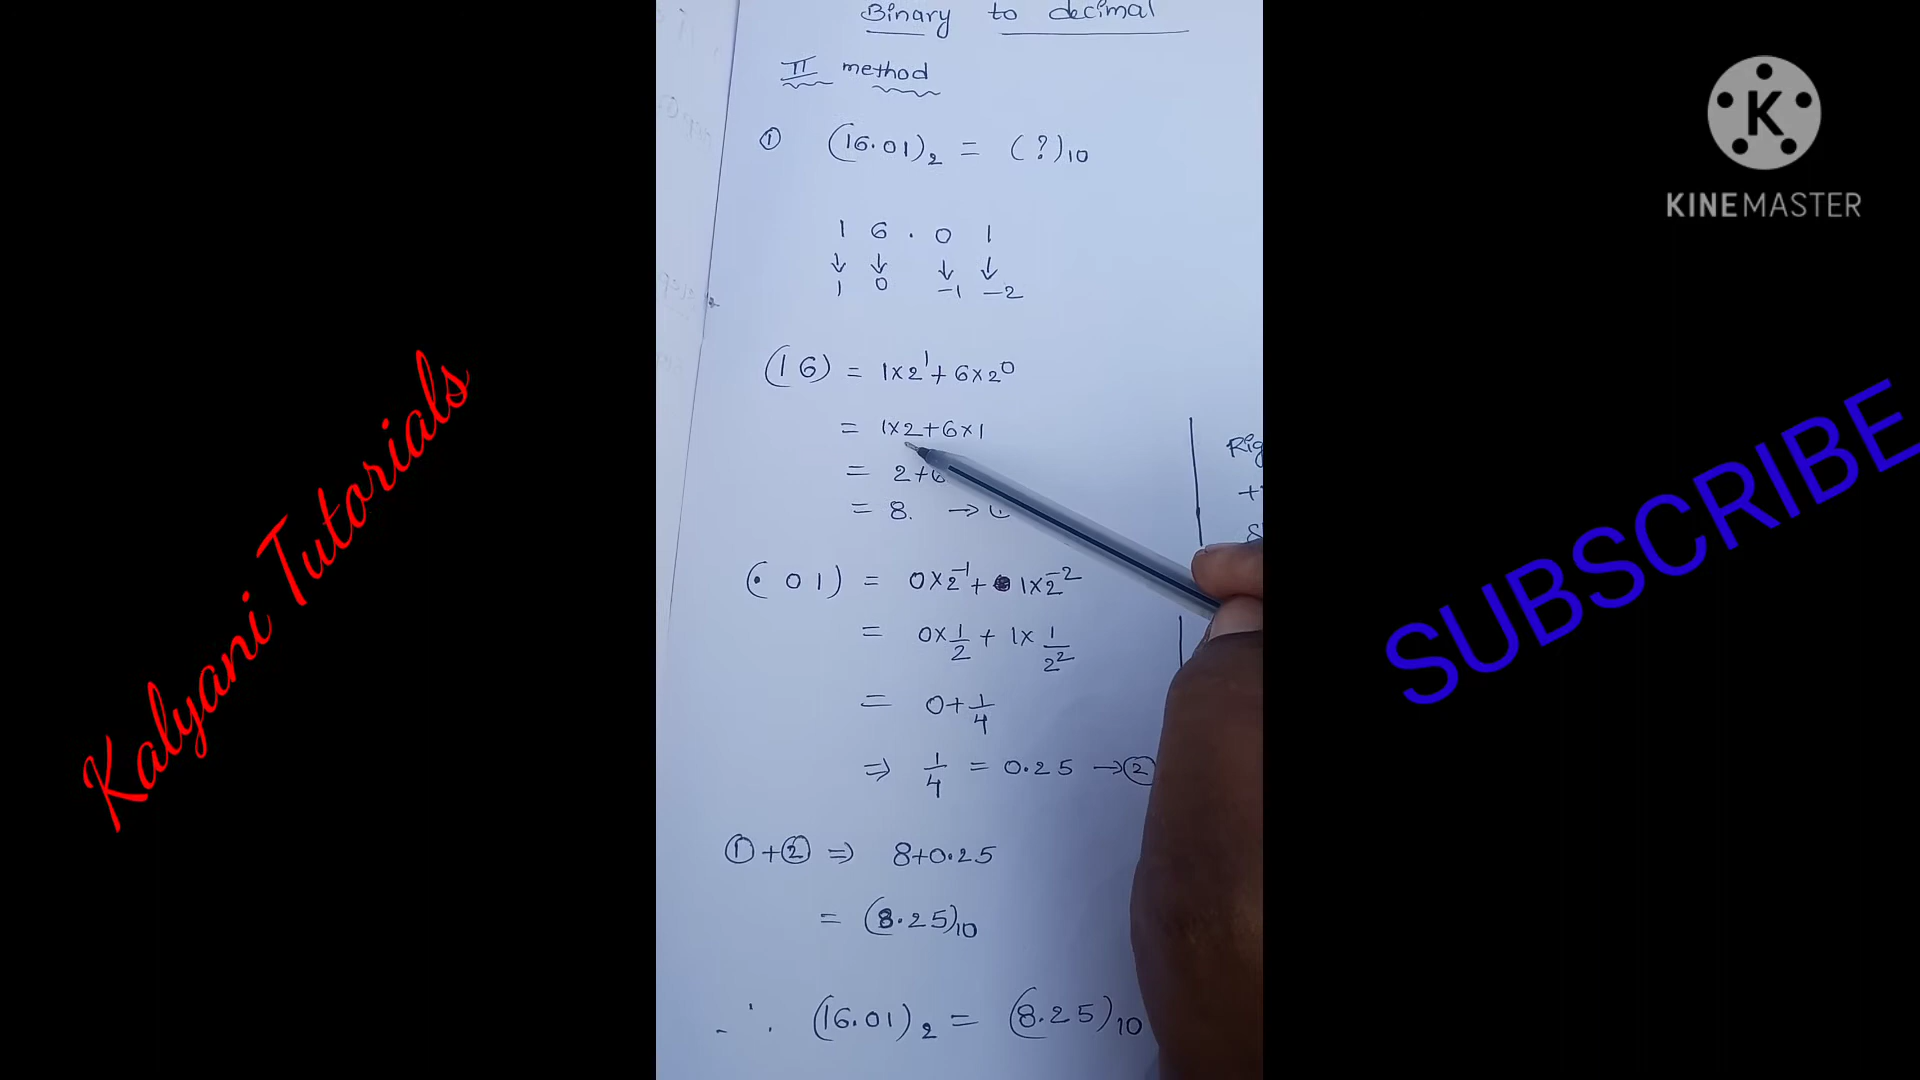 Binary to decimal
II method
① (16.01)₂ = (?)₁₀
1 6 . 0 1
↓ ↓ ↓ ↓
1 0 -1 -2
(16) = 1×2¹+6×2⁰
= 1×2+6×1
= 2+6
= 8. →
(.01) = 0×2⁻¹+ 1×2⁻²
= 0×1/2 + 1×1/2²
= 0+1/4
⇒ 1/4 = 0.25 →②
①+② ⇒ 8+0.25
= (8.25)₁₀
∴ (16.01)₂ = (8.25)₁₀
Kalyani Tutorials
K
KINEMASTER
SUBSCRIBE